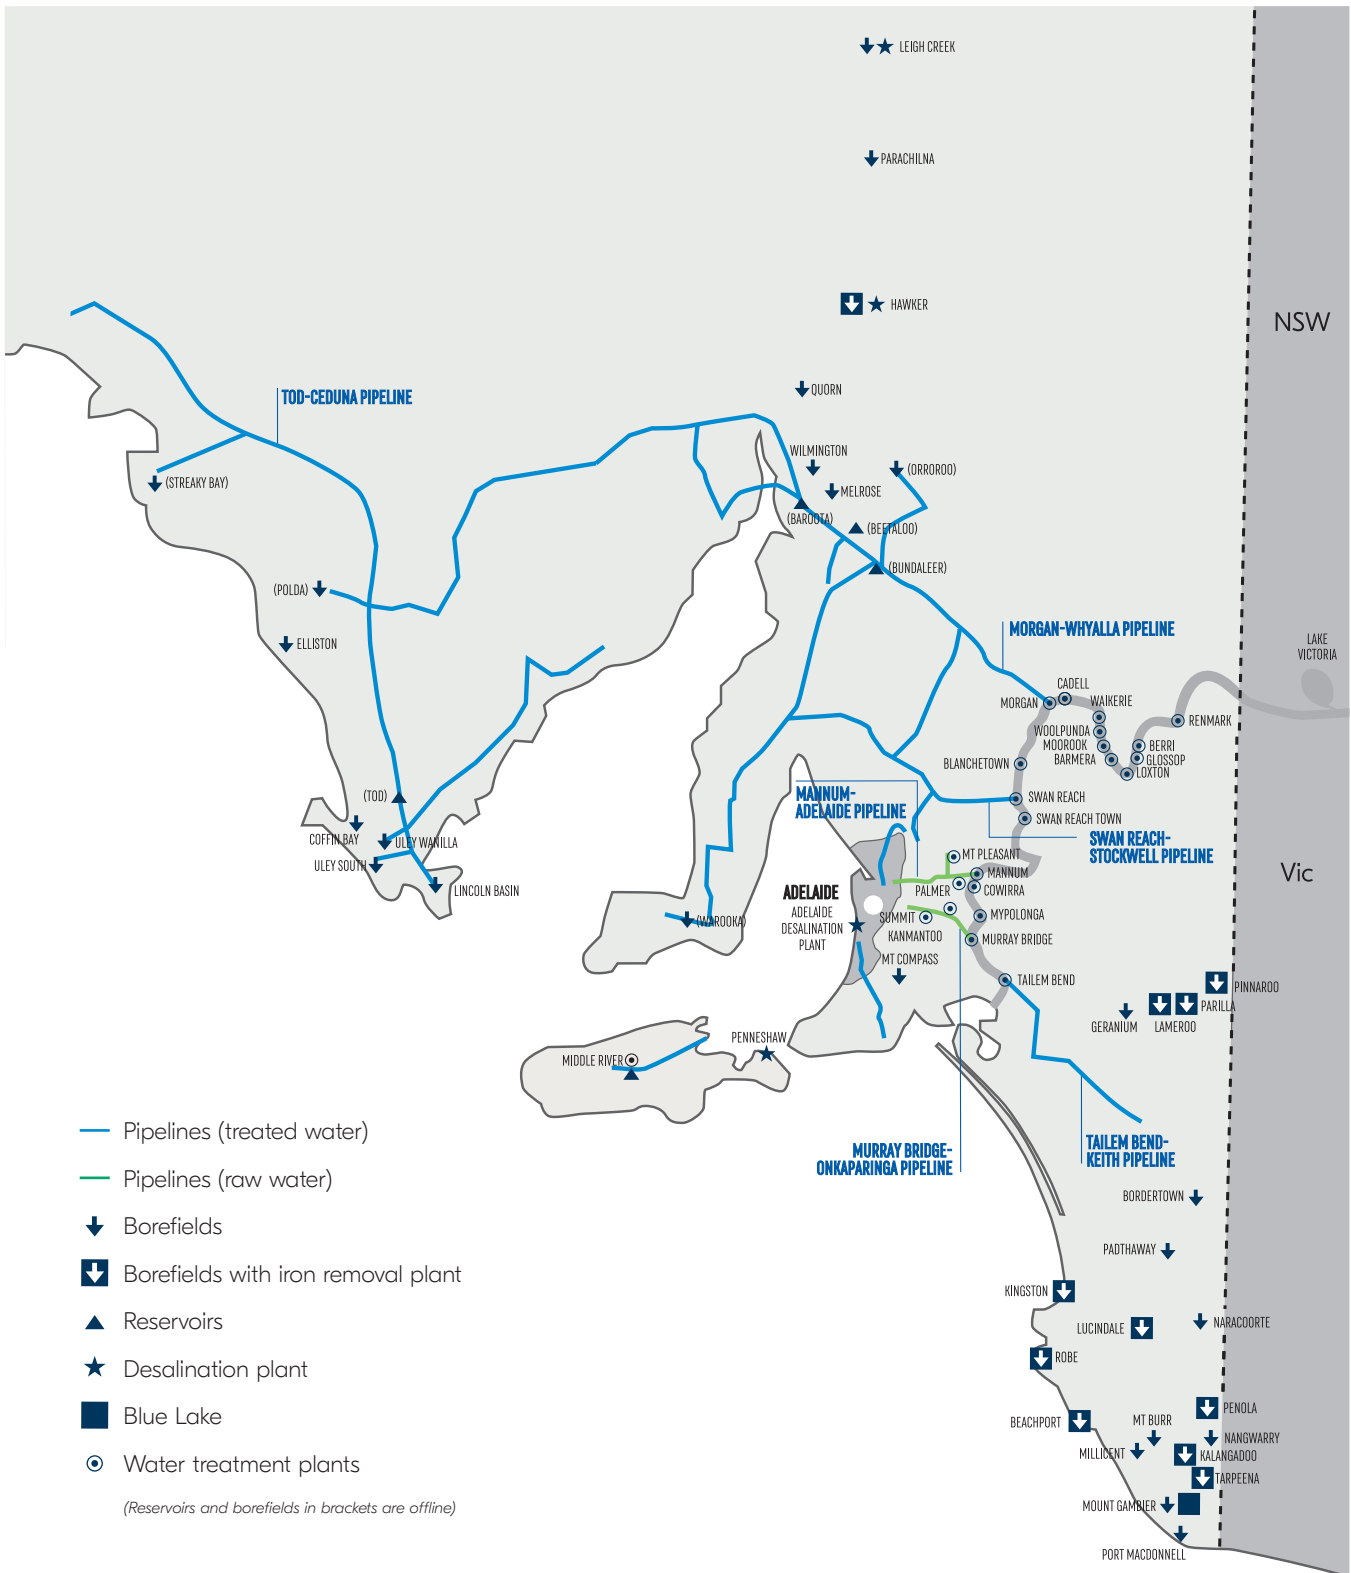 LEIGH CREEK
PARACHILNA
HAWKER
NSW
QUORN
TOD-CEDUNA PIPELINE
WILMINGTON
(ORROROO)
(STREAKY BAY)
MELROSE
(BAROOTA)
(BEETALOO)
(BUNDALEER)
(POLDA)
ELLISTON
MORGAN-WHYALLA PIPELINE
LAKE
VICTORIA
CADELL
MORGAN
WAIKERIE
RENMARK
WOOLPUNDA
MOOROOK
BERRI
BARMERA
GLOSSOP
LOXTON
BLANCHETOWN
(TOD)
MANNUM-
ADELAIDE PIPELINE
SWAN REACH
SWAN REACH TOWN
COFFIN BAY
ULEY WANILLA
SWAN REACH-
STOCKWELL PIPELINE
ULEY SOUTH
MT PLEASANT
MANNUM
Vic
LINCOLN BASIN
ADELAIDE
PALMER
COWIRRA
ADELAIDE
DESALINATION
PLANT
(WAROOKA)
SUMMIT
MYPOLONGA
KANMANTOO
MURRAY BRIDGE
MT COMPASS
TAILEM BEND
PINNAROO
PARILLA
GERANIUM
LAMEROO
PENNESHAW
MIDDLE RIVER
Pipelines (treated water)
MURRAY BRIDGE-
ONKAPARINGA PIPELINE
TAILEM BEND-
KEITH PIPELINE
Pipelines (raw water)
BORDERTOWN
Borefields
PADTHAWAY
Borefields with iron removal plant
KINGSTON
Reservoirs
LUCINDALE
NARACOORTE
ROBE
Desalination plant
PENOLA
Blue Lake
BEACHPORT
MT BURR
NANGWARRY
MILLICENT
KALANGADOO
Water treatment plants
TARPEENA
(Reservoirs and borefields in brackets are offline)
MOUNT GAMBIER
PORT MACDONNELL